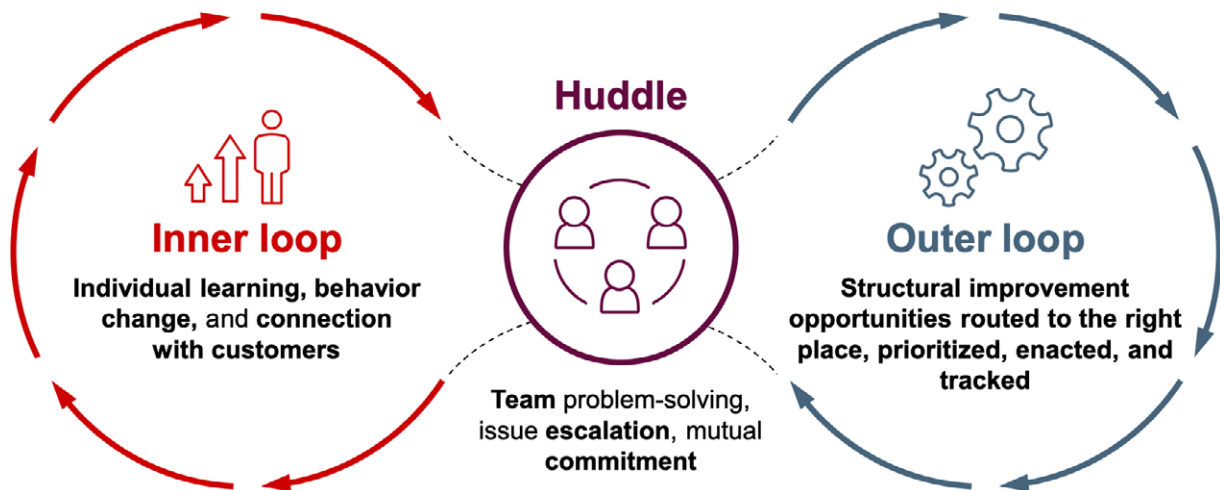 Huddle
Inner loop
Individual learning, behavior
change, and connection
with customers
Team problem-solving,
issue escalation, mutual
commitment
Outer loop
Structural improvement
opportunities routed to the right
place, prioritized, enacted, and
tracked